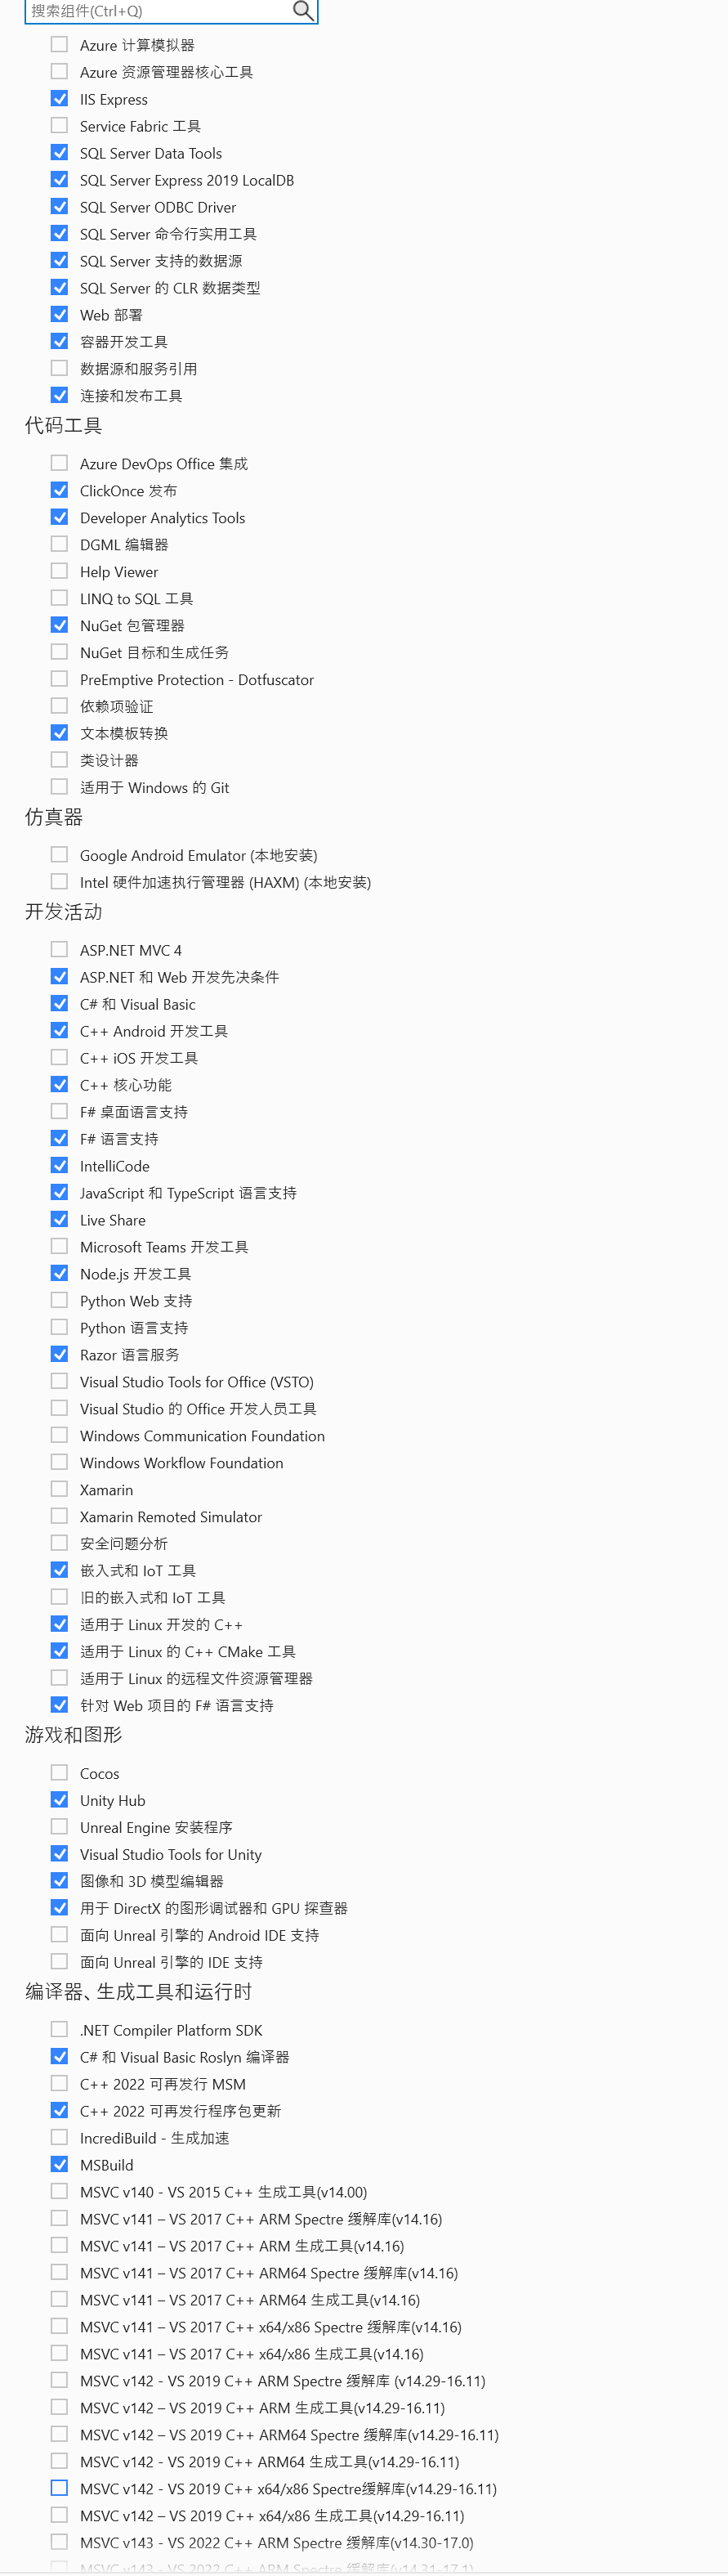 搜索组件(Ctrl+Q)
Azure 计算模拟器
Azure 资源管理器核心工具
IIS Express
Service Fabric 工具
SQL Server Data Tools
SQL Server Express 2019 LocalDB
SQL Server ODBC Driver
SQL Server 命令行实用工具
SQL Server 支持的数据源
SQL Server 的 CLR 数据类型
Web 部署
容器开发工具
数据源和服务引用
连接和发布工具
代码工具
Azure DevOps Office 集成
ClickOnce 发布
Developer Analytics Tools
DGML 编辑器
Help Viewer
LINQ to SQL 工具
NuGet 包管理器
NuGet 目标和生成任务
PreEmptive Protection - Dotfuscator
依赖项验证
文本模板转换
类设计器
适用于 Windows 的 Git
仿真器
Google Android Emulator (本地安装)
Intel 硬件加速执行管理器 (HAXM) (本地安装)
开发活动
ASP.NET MVC 4
ASP.NET 和 Web 开发先决条件
C# 和 Visual Basic
C++ Android 开发工具
C++ iOS 开发工具
C++ 核心功能
F# 桌面语言支持
F# 语言支持
IntelliCode
JavaScript 和 TypeScript 语言支持
Live Share
Microsoft Teams 开发工具
Node.js 开发工具
Python Web 支持
Python 语言支持
Razor 语言服务
Visual Studio Tools for Office (VSTO)
Visual Studio 的 Office 开发人员工具
Windows Communication Foundation
Windows Workflow Foundation
Xamarin
Xamarin Remoted Simulator
安全问题分析
嵌入式和 IoT 工具
旧的嵌入式和 IoT 工具
适用于 Linux 开发的 C++
适用于 Linux 的 C++ CMake 工具
适用于 Linux 的远程文件资源管理器
针对 Web 项目的 F# 语言支持
游戏和图形
Cocos
Unity Hub
Unreal Engine 安装程序
Visual Studio Tools for Unity
图像和 3D 模型编辑器
用于 DirectX 的图形调试器和 GPU 探查器
面向 Unreal 引擎的 Android IDE 支持
面向 Unreal 引擎的 IDE 支持
编译器、生成工具和运行时
.NET Compiler Platform SDK
C# 和 Visual Basic Roslyn 编译器
C++ 2022 可再发行 MSM
C++ 2022 可再发行程序包更新
IncrediBuild - 生成加速
MSBuild
MSVC v140 - VS 2015 C++ 生成工具(v14.00)
MSVC v141 – VS 2017 C++ ARM Spectre 缓解库(v14.16)
MSVC v141 – VS 2017 C++ ARM 生成工具(v14.16)
MSVC v141 – VS 2017 C++ ARM64 Spectre 缓解库(v14.16)
MSVC v141 – VS 2017 C++ ARM64 生成工具(v14.16)
MSVC v141 – VS 2017 C++ x64/x86 Spectre 缓解库(v14.16)
MSVC v141 – VS 2017 C++ x64/x86 生成工具(v14.16)
MSVC v142 - VS 2019 C++ ARM Spectre 缓解库 (v14.29-16.11)
MSVC v142 – VS 2019 C++ ARM 生成工具(v14.29-16.11)
MSVC v142 – VS 2019 C++ ARM64 Spectre 缓解库(v14.29-16.11)
MSVC v142 - VS 2019 C++ ARM64 生成工具(v14.29-16.11)
MSVC v142 - VS 2019 C++ x64/x86 Spectre缓解库(v14.29-16.11)
MSVC v142 – VS 2019 C++ x64/x86 生成工具(v14.29-16.11)
MSVC v143 - VS 2022 C++ ARM Spectre 缓解库(v14.30-17.0)
MSVC v143 - VS 2022 C++ ARM Spectre 缓解库(v14.31-17.1)